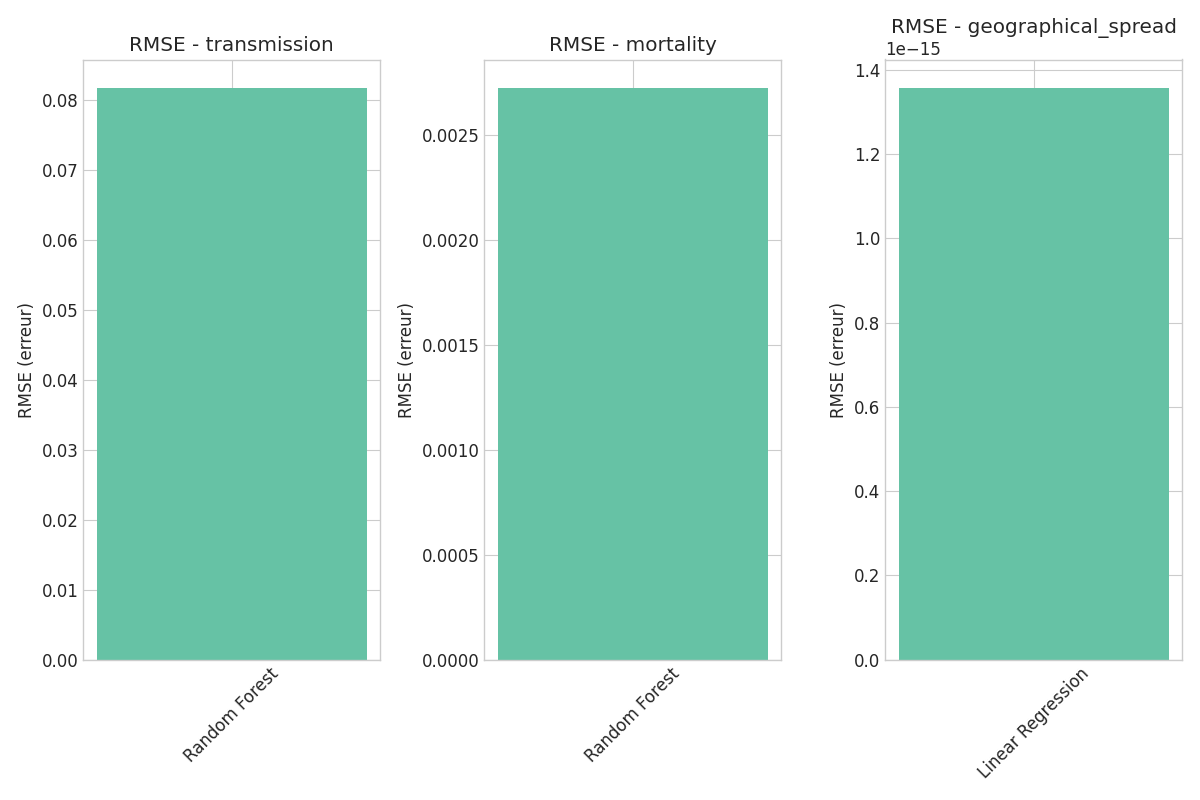 RMSE - transmission
RMSE (erreur)
0.08
0.07
0.06
0.05
0.04
0.03
0.02
0.01
0.00
Random Forest
RMSE - mortality
RMSE (erreur)
0.0025
0.0020
0.0015
0.0010
0.0005
0.0000
Random Forest
RMSE - geographical_spread
1e−15
RMSE (erreur)
1.4
1.2
1.0
0.8
0.6
0.4
0.2
0.0
Linear Regression